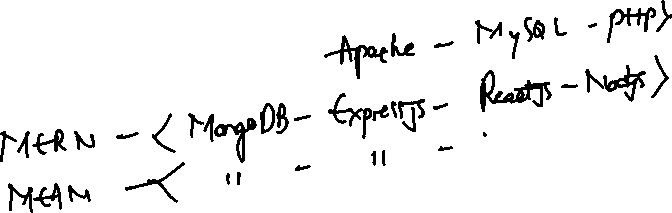 Apache - MySQL - PHP>
MERN - < MongoDB - Expressjs - Reactjs - Nodejs>
MEAN - < " - " - .